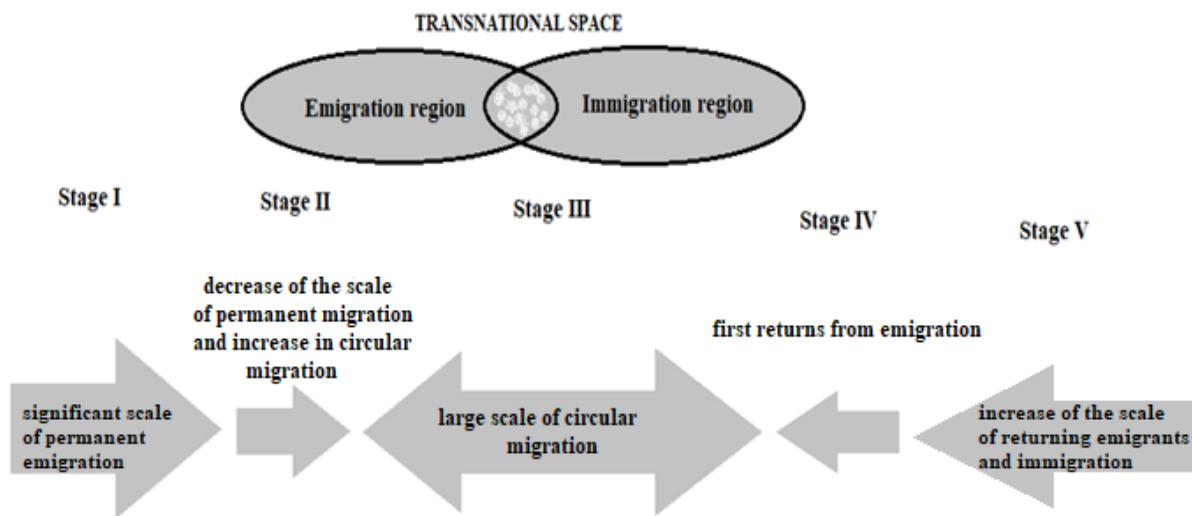 TRANSNATIONAL SPACE
Emigration region
Immigration region
Stage I
Stage II
Stage III
Stage IV
Stage V
decrease of the scale
of permanent migration
and increase in circular
migration
first returns from emigration
significant scale
of permanent
emigration
large scale of circular
migration
increase of the scale
of returning emigrants
and immigration